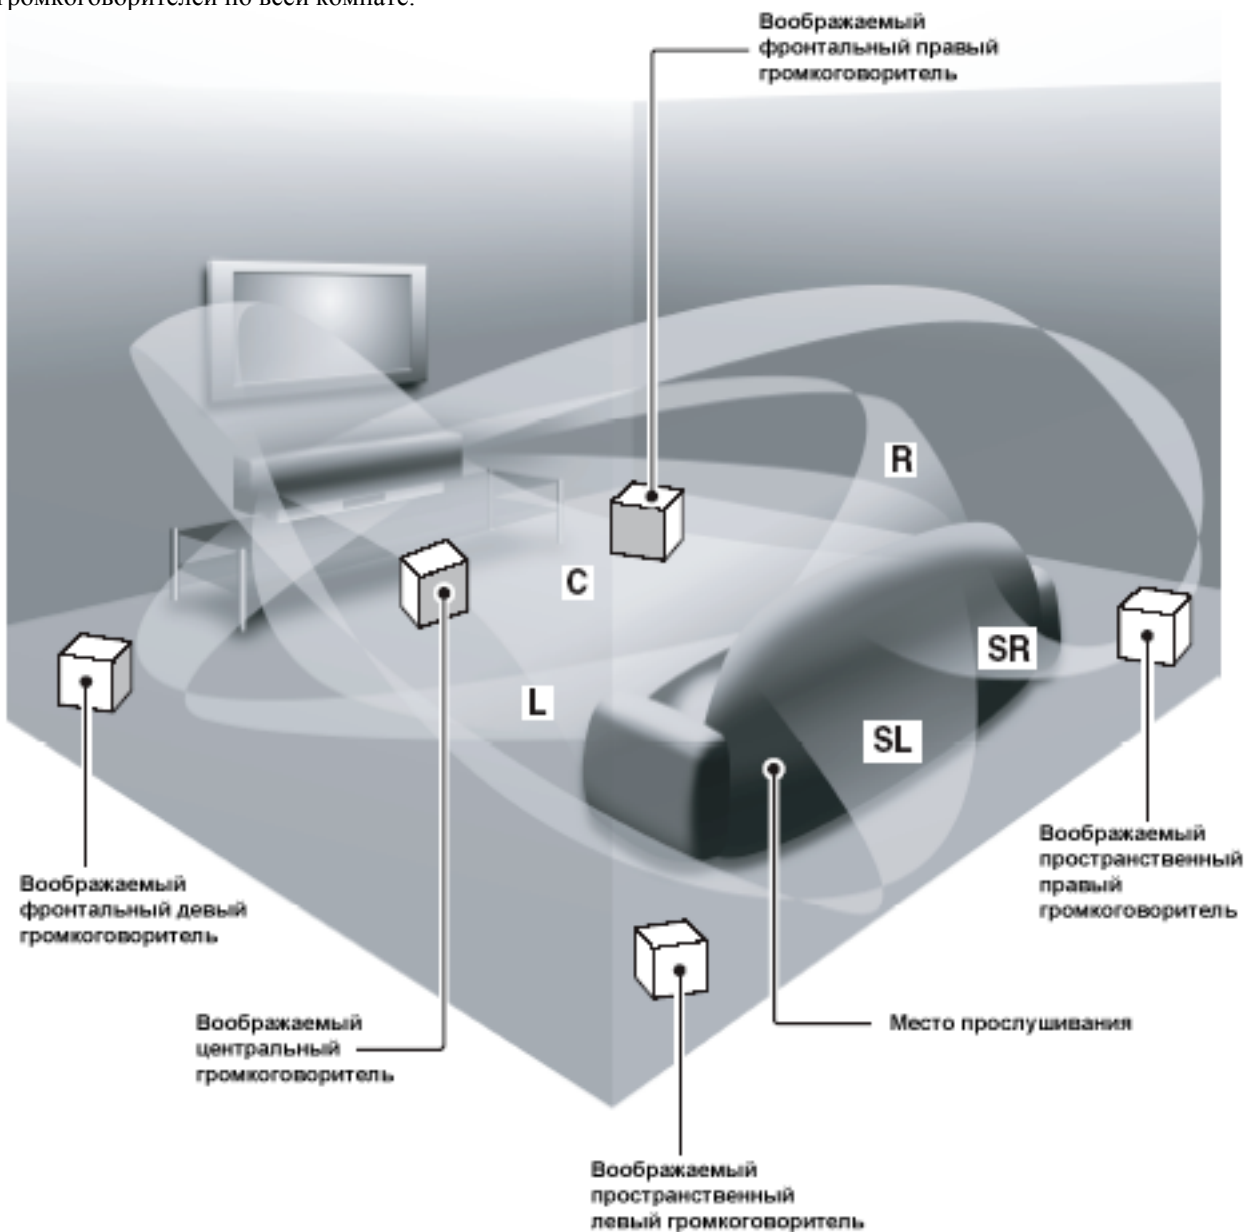 громкоговорителей по всей комнате.
Воображаемый
фронтальный правый
громкоговоритель
R
C
SR
L
SL
Воображаемый
пространственный
правый
громкоговоритель
Воображаемый
фронтальный девый
громкоговоритель
Воображаемый
центральный
громкоговоритель
Место прослушивания
Воображаемый
пространственный
левый громкоговоритель